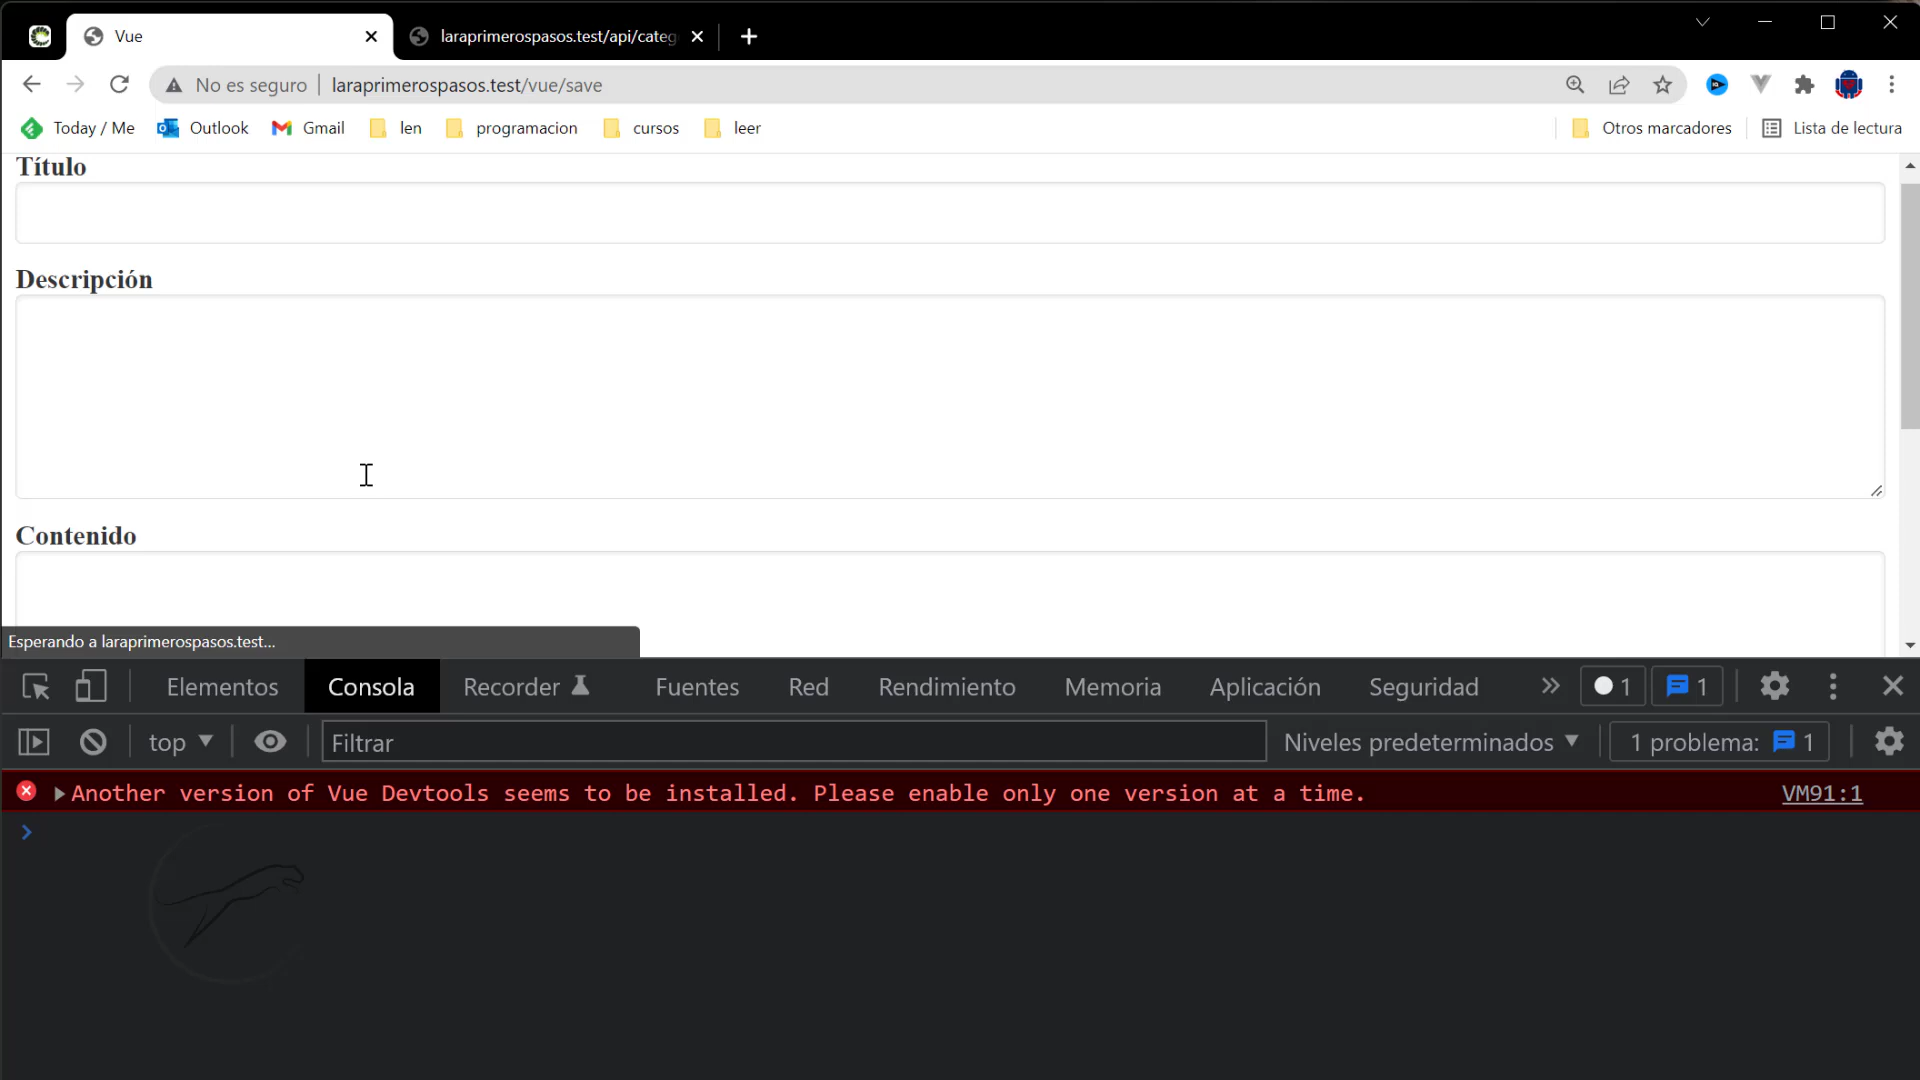 Vue
laraprimerospasos.test/api/categ
No es seguro | laraprimerospasos.test/vue/save
Today / Me Outlook Gmail len programacion cursos leer Otros marcadores Lista de lectura
Título
Descripción
Contenido
Esperando a laraprimerospasos.test...
Elementos Consola Recorder Fuentes Red Rendimiento Memoria Aplicación Seguridad 1 1
top Filtrar Niveles predeterminados 1 problema: 1
Another version of Vue Devtools seems to be installed. Please enable only one version at a time. VM91:1